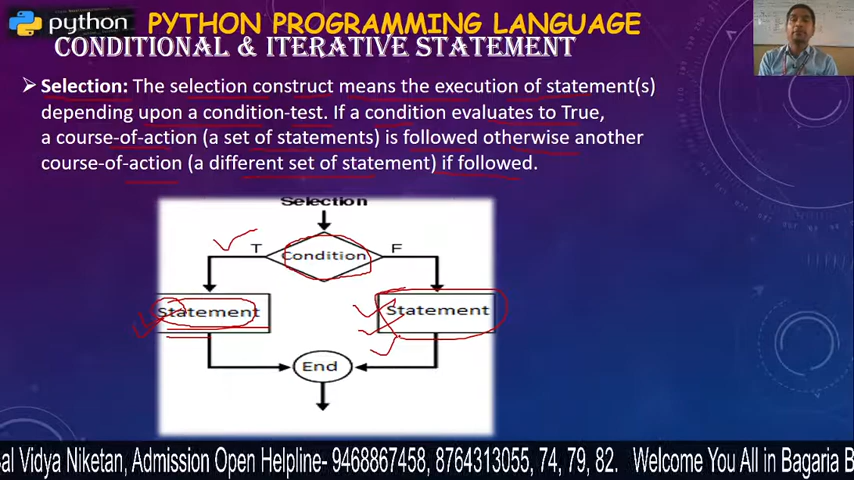 python
PYTHON PROGRAMMING LANGUAGE
CONDITIONAL & ITERATIVE STATEMENT
➢ Selection: The selection construct means the execution of statement(s)
depending upon a condition-test. If a condition evaluates to True,
a course-of-action (a set of statements) is followed otherwise another
course-of-action (a different set of statement) if followed.
Selection
T
Condition
F
Statement
Statement
End
al Vidya Niketan, Admission Open Helpline- 9468867458, 8764313055, 74, 79, 82. Welcome You All in Bagaria B